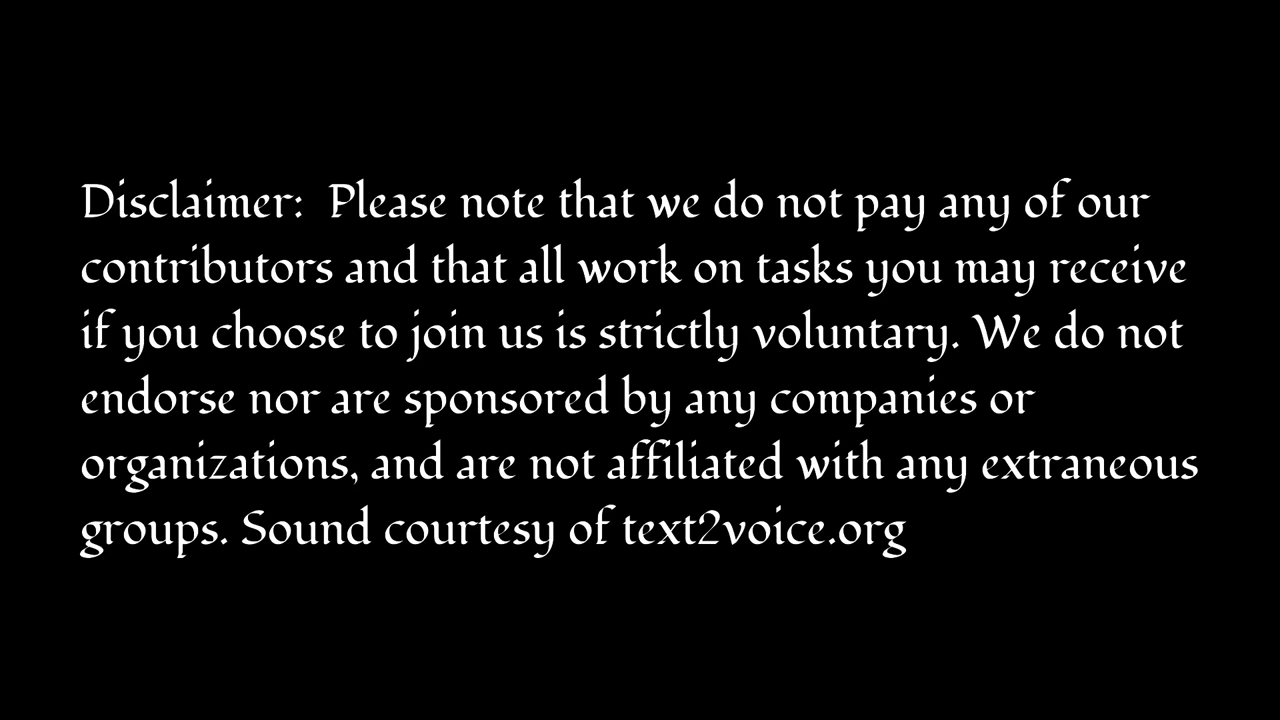 Disclaimer:  Please note that we do not pay any of our
contributors and that all work on tasks you may receive
if you choose to join us is strictly voluntary. We do not
endorse nor are sponsored by any companies or
organizations, and are not affiliated with any extraneous
groups. Sound courtesy of text2voice.org